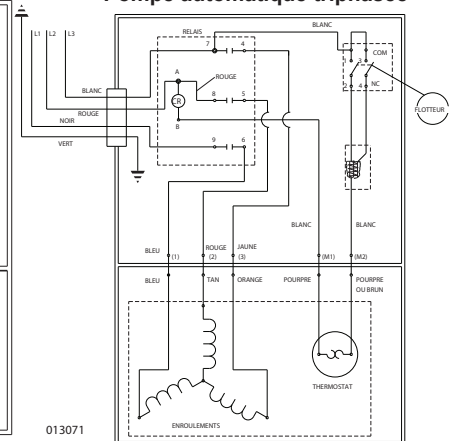 Pompe automatique triphasée
BLANC
RELAIS
L1 L2 L3
7 4
COM
1 3
A
ROUGE
2 4 NC
BLANC
CR
8 5
FLOTTEUR
ROUGE
B
NOIR
9 6
VERT
BLANC BLANC
BLEU ROUGE JAUNE
(1) (2) (3) (M1) (M2)
BLEU TAN ORANGE POURPRE POURPRE
OU BRUN
THERMOSTAT
ENROULEMENTS
013071